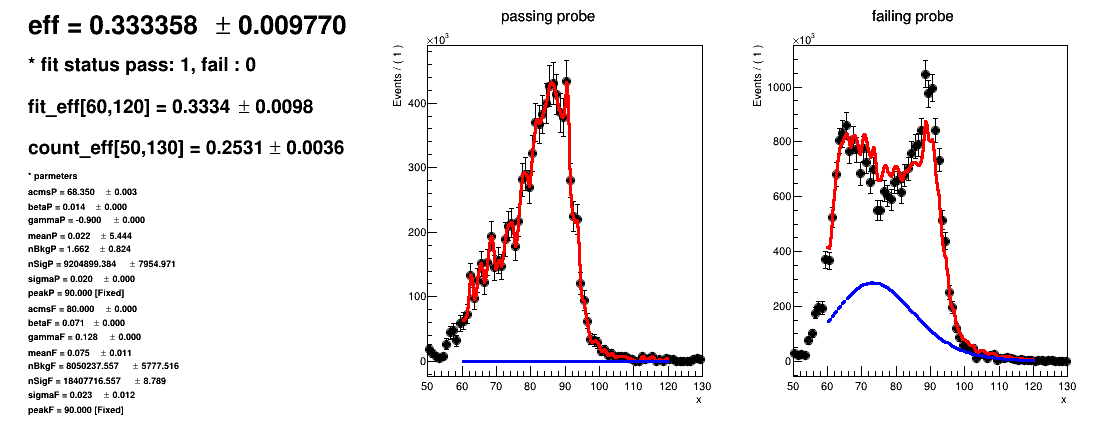 eff = 0.333358 ± 0.009770
* fit status pass: 1, fail : 0
fit_eff[60,120] = 0.3334 ± 0.0098
count_eff[50,130] = 0.2531 ± 0.0036
* parmeters
acmsP = 68.350 ± 0.003
betaP = 0.014 ± 0.000
gammaP = -0.900 ± 0.000
meanP = 0.022 ± 5.444
nBkgP = 1.662 ± 0.824
nSigP = 9204899.384 ± 7954.971
sigmaP = 0.020 ± 0.000
peakP = 90.000 [Fixed]
acmsF = 80.000 ± 0.000
betaF = 0.071 ± 0.000
gammaF = 0.128 ± 0.000
meanF = 0.075 ± 0.011
nBkgF = 8050237.557 ± 5777.516
nSigF = 18407716.557 ± 8.789
sigmaF = 0.023 ± 0.012
peakF = 90.000 [Fixed]
passing probe
×10³
Events / ( 1 )
400
300
200
100
0
50 60 70 80 90 100 110 120 130
x
failing probe
×10³
Events / ( 1 )
1000
800
600
400
200
0
50 60 70 80 90 100 110 120 130
x